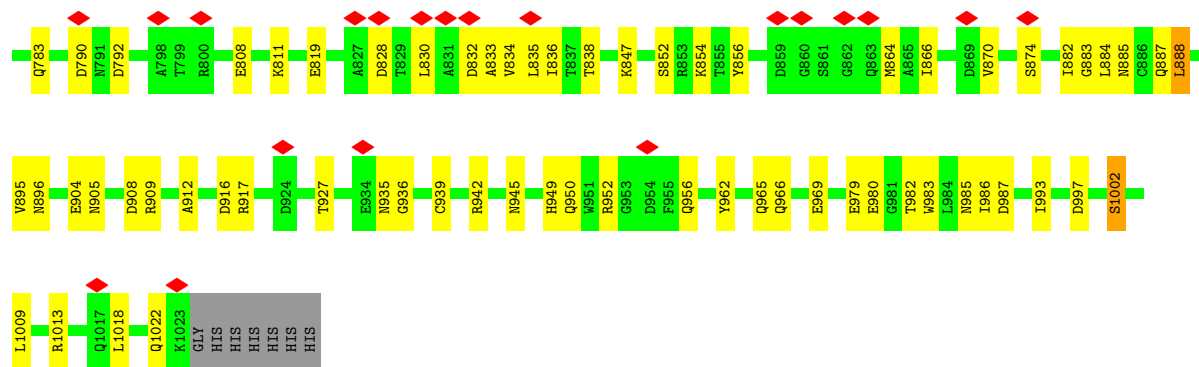 Q783 D790 N791 D792 A798 T799 R800 E808 K811 E819 A827 D828 T829 L830 A831 D832 A833 V834 L835 I836 T837 T838 K847 S852 R853 K854 T855 Y856 D859 G860 S861 G862 Q863 M864 A865 I866 D869 V870 S874 I882 G883 L884 N885 C886 Q887 L888
V895 N896 E904 N905 D908 R909 A912 D916 R917 D924 T927 E934 N935 G936 C939 R942 N945 H949 Q950 W951 R952 G953 D954 F955 Q956 Y962 Q965 Q966 E969 E979 E980 G981 T982 W983 L984 N985 I986 D987 I993 D997 S1002
L1009 R1013 Q1017 L1018 Q1022 K1023 GLY HIS HIS HIS HIS HIS HIS